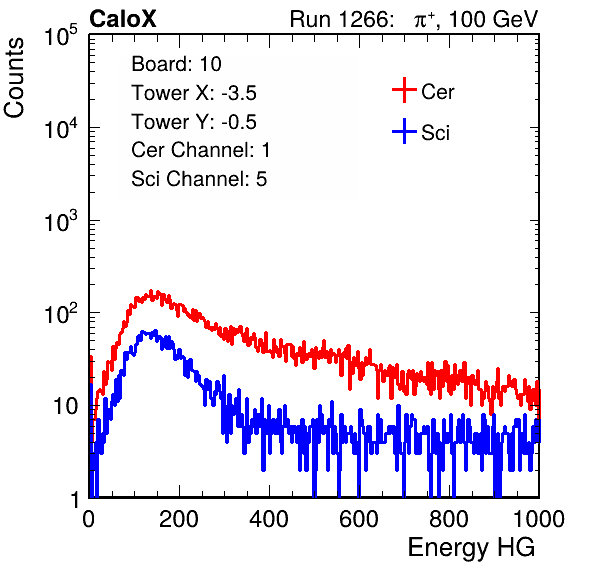 CaloX Run 1266: π⁺, 100 GeV
Counts
10⁵
10⁴
10³
10²
10
1
Board: 10
Tower X: -3.5
Tower Y: -0.5
Cer Channel: 1
Sci Channel: 5
Cer
Sci
0 200 400 600 800 1000
Energy HG